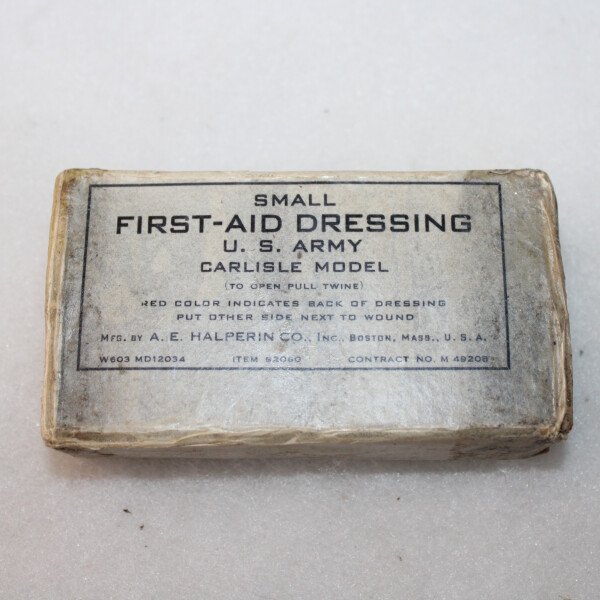 SMALL
FIRST-AID DRESSING
U. S. ARMY
CARLISLE MODEL
(TO OPEN PULL TWINE)
RED COLOR INDICATES BACK OF DRESSING
PUT OTHER SIDE NEXT TO WOUND
MFG. BY A. E. HALPERIN CO., INC., BOSTON, MASS., U. S. A.
W603 MD12034 ITEM 92060 CONTRACT NO. M 49208